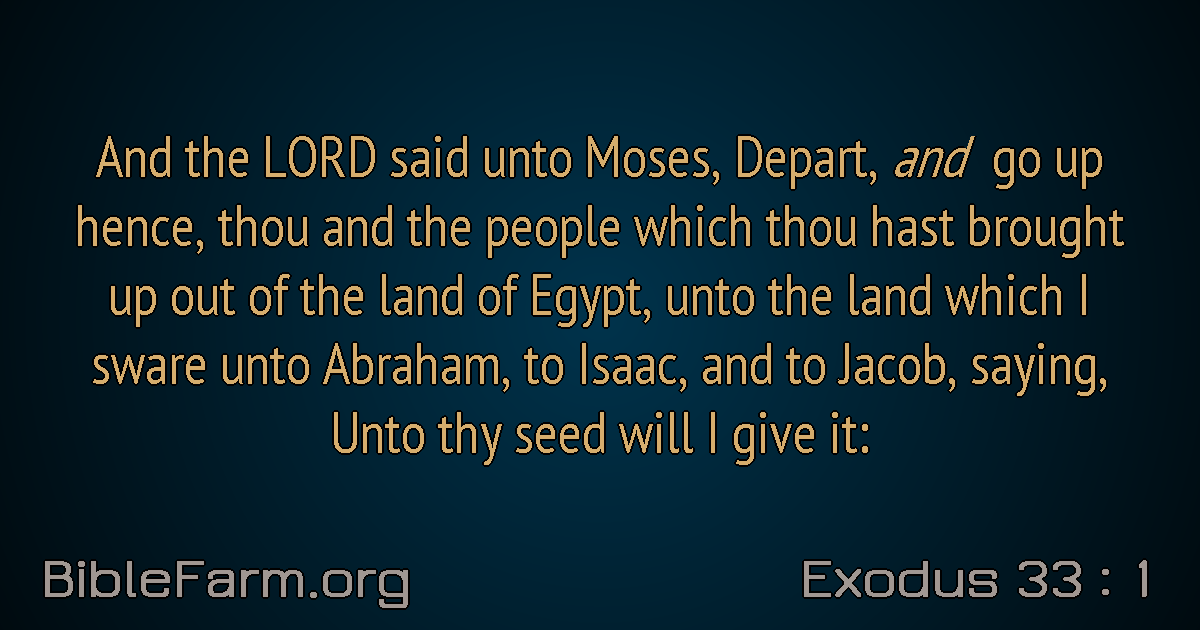 And the LORD said unto Moses, Depart, and go up
hence, thou and the people which thou hast brought
up out of the land of Egypt, unto the land which I
sware unto Abraham, to Isaac, and to Jacob, saying,
Unto thy seed will I give it:
BibleFarm.org
Exodus 33 : 1